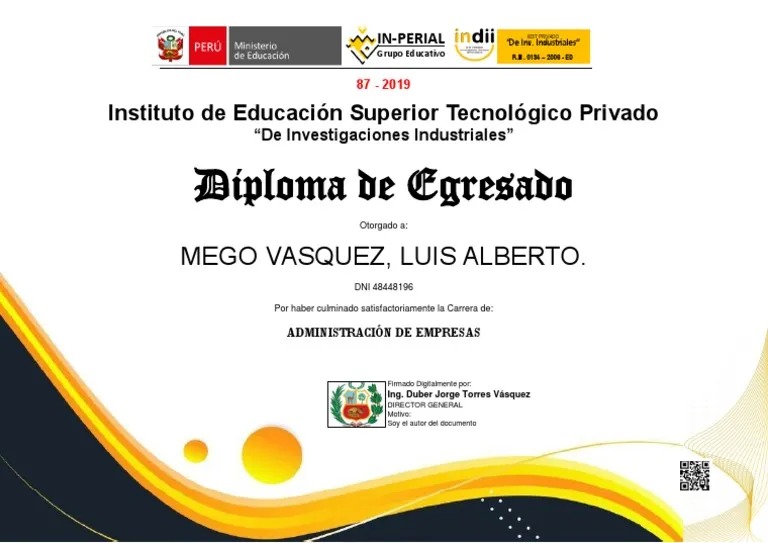 PERÚ
Ministerio
de Educación
IN-PERIAL
Grupo Educativo
indii
IEST PRIVADO
"De Inv. Industriales"
R.M. 0134 – 2006 - ED
87 - 2019
Instituto de Educación Superior Tecnológico Privado
“De Investigaciones Industriales”
Diploma de Egresado
Otorgado a:
MEGO VASQUEZ, LUIS ALBERTO.
DNI 48448196
Por haber culminado satisfactoriamente la Carrera de:
ADMINISTRACIÓN DE EMPRESAS
Firmado Digitalmente por:
Ing. Duber Jorge Torres Vásquez
DIRECTOR GENERAL
Motivo:
Soy el autor del documento